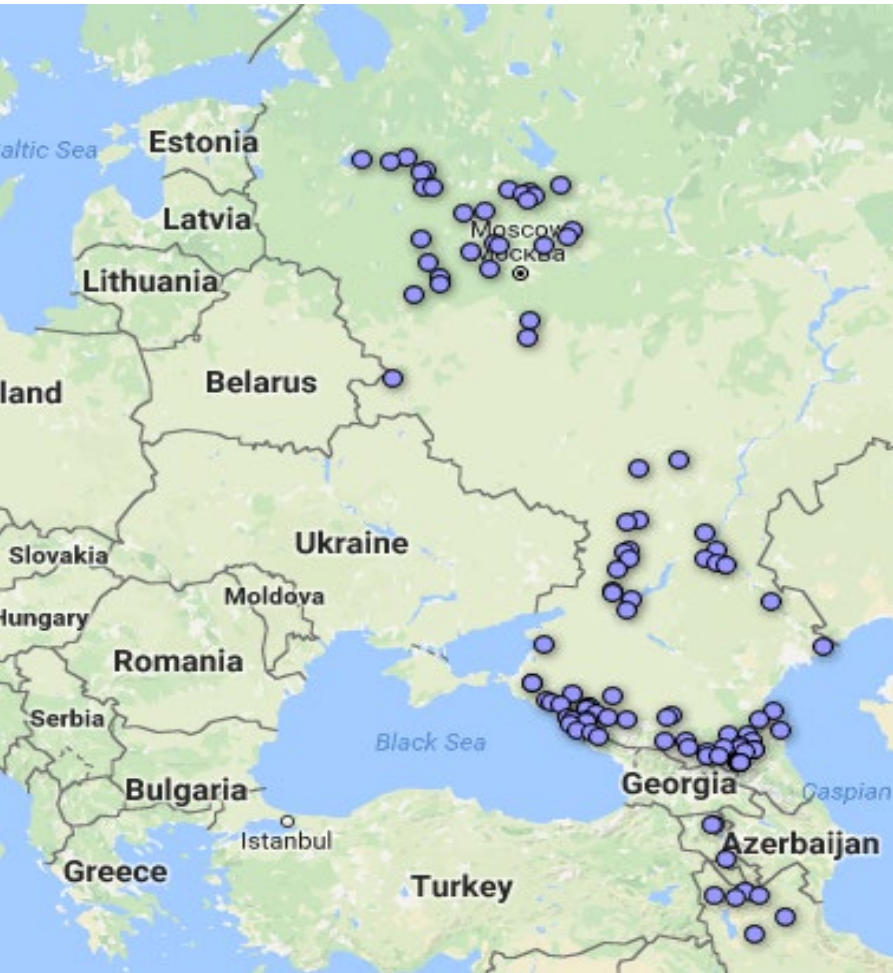 Estonia
altic Sea
Latvia
Moscow
Москва
Lithuania
Belarus
land
Ukraine
Slovakia
Moldova
Hungary
Romania
Serbia
Black Sea
Georgia
Bulgaria
Caspian
Istanbul
Azerbaijan
Greece
Turkey